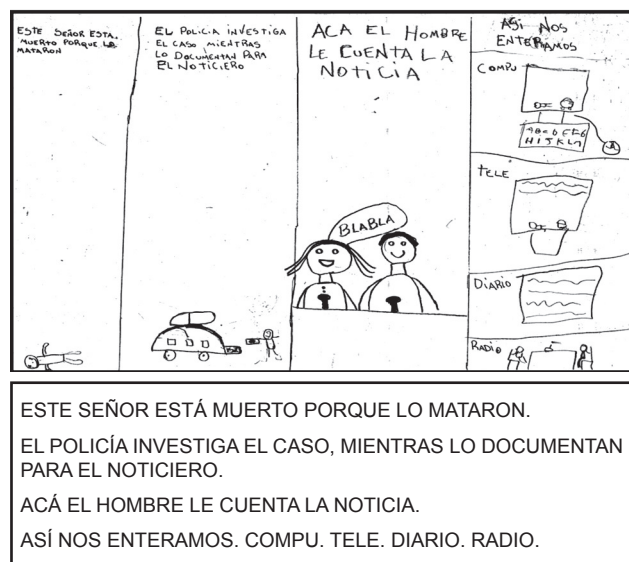 ESTE SEÑOR ESTA
MUERTO PORQUE LO
MATARON
EL POLICIA INVESTIGA
EL CASO MIENTRAS
LO DOCUMENTAN PARA
EL NOTICIERO
ACA EL HOMBRE
LE CUENTA LA
NOTICIA
BLABLA
ASI NOS
ENTERAMOS
COMPU
TELE
DIARIO
RADIO
ESTE SEÑOR ESTÁ MUERTO PORQUE LO MATARON.
EL POLICÍA INVESTIGA EL CASO, MIENTRAS LO DOCUMENTAN
PARA EL NOTICIERO.
ACÁ EL HOMBRE LE CUENTA LA NOTICIA.
ASÍ NOS ENTERAMOS. COMPU. TELE. DIARIO. RADIO.